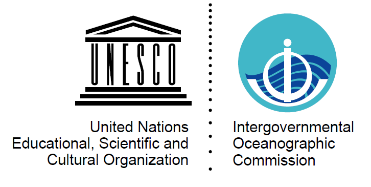 UNESCO
United Nations
Educational, Scientific and
Cultural Organization
Intergovernmental
Oceanographic
Commission